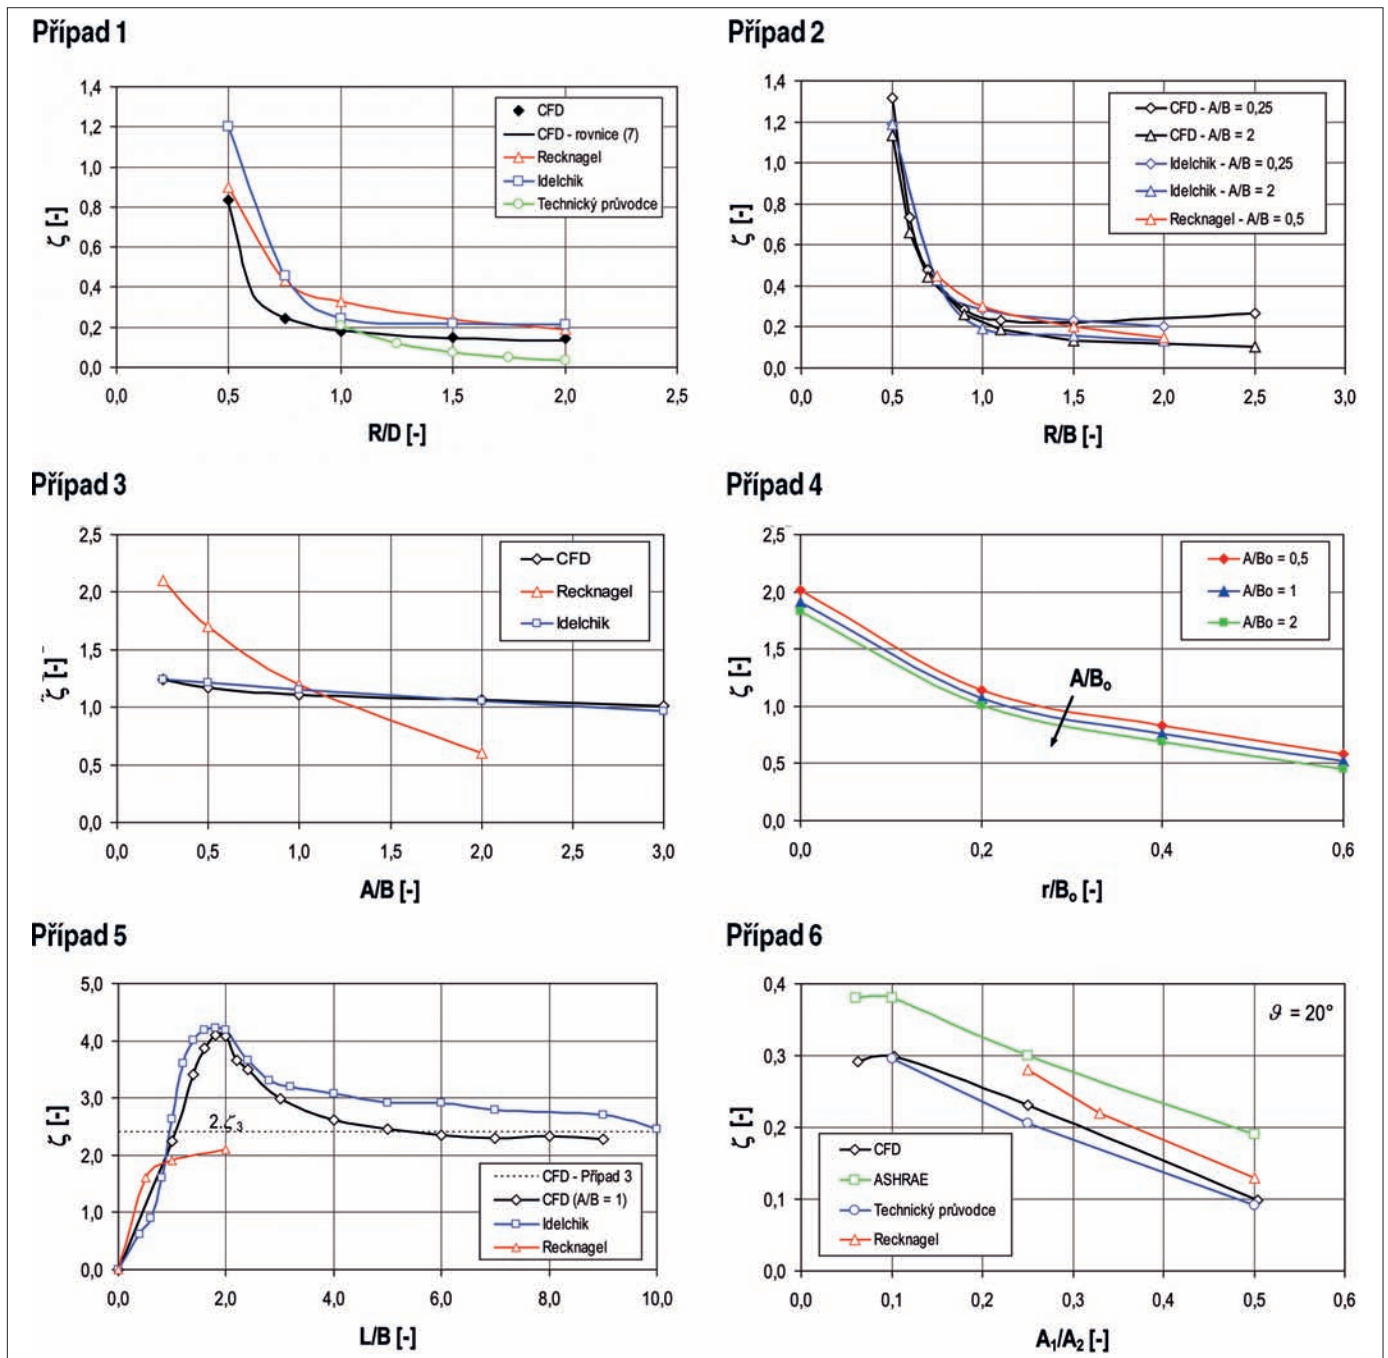 Případ 1
ζ [-]
1,4
1,2
1,0
0,8
0,6
0,4
0,2
0,0
0,0 0,5 1,0 1,5 2,0 2,5
R/D [-]
CFD
CFD - rovnice (7)
Recknagel
Idelchik
Technický průvodce
Případ 2
ζ [-]
1,4
1,2
1,0
0,8
0,6
0,4
0,2
0,0
0,0 0,5 1,0 1,5 2,0 2,5 3,0
R/B [-]
CFD - A/B = 0,25
CFD - A/B = 2
Idelchik - A/B = 0,25
Idelchik - A/B = 2
Recknagel - A/B = 0,5
Případ 3
ζ [-]
2,5
2,0
1,5
1,0
0,5
0,0
0,0 0,5 1,0 1,5 2,0 2,5 3,0
A/B [-]
CFD
Recknagel
Idelchik
Případ 4
ζ [-]
2,5
2,0
1,5
1,0
0,5
0,0
0,0 0,2 0,4 0,6
r/Bₒ [-]
A/Bo = 0,5
A/Bo = 1
A/Bo = 2
A/Bₒ
Případ 5
ζ [-]
5,0
4,0
3,0
2,0
1,0
0,0
0,0 2,0 4,0 6,0 8,0 10,0
L/B [-]
2.ζ₃
CFD - Případ 3
CFD (A/B = 1)
Idelchik
Recknagel
Případ 6
ζ [-]
0,4
0,3
0,2
0,1
0,0
0,0 0,1 0,2 0,3 0,4 0,5 0,6
A₁/A₂ [-]
ϑ = 20°
CFD
ASHRAE
Technický průvodce
Recknagel